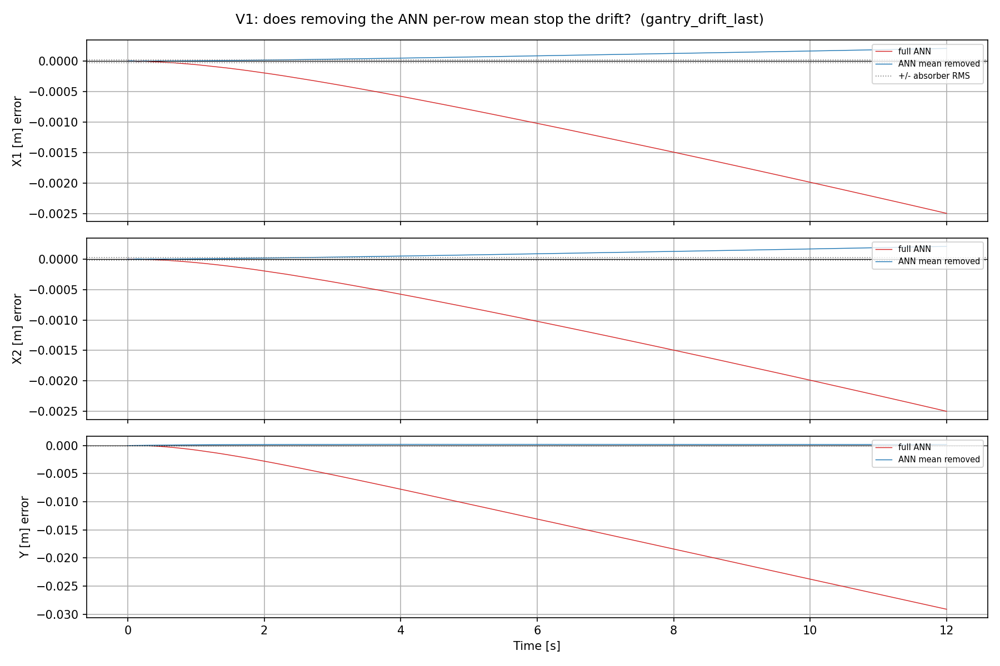 V1: does removing the ANN per-row mean stop the drift?  (gantry_drift_last)
0.0000
−0.0005
−0.0010
−0.0015
−0.0020
−0.0025
X1 [m] error
full ANN
ANN mean removed
+/- absorber RMS
0.0000
−0.0005
−0.0010
−0.0015
−0.0020
−0.0025
X2 [m] error
full ANN
ANN mean removed
0.000
−0.005
−0.010
−0.015
−0.020
−0.025
−0.030
Y [m] error
full ANN
ANN mean removed
0 2 4 6 8 10 12
Time [s]